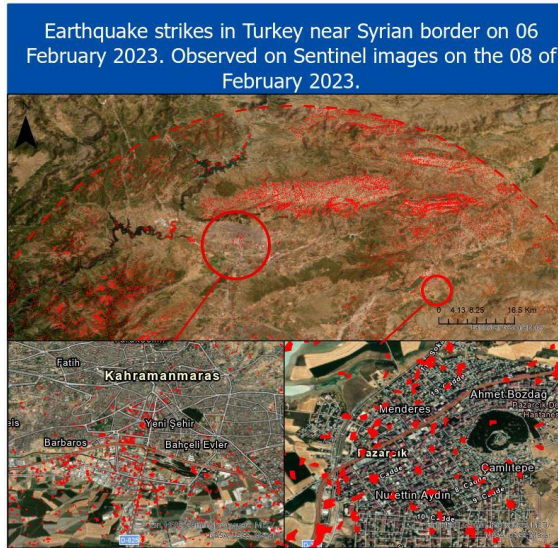 Earthquake strikes in Turkey near Syrian border on 06
February 2023. Observed on Sentinel images on the 08 of
February 2023.
0 4.13 8.25 16.5 Km
Fatih
Kahramanmaras
Yeni Şehir
Barbaros
Bahçeli Evler
D-825
Menderes
Ahmet Bozdağ
Pazarcık
Çamlıtepe
Nurettin Aydın